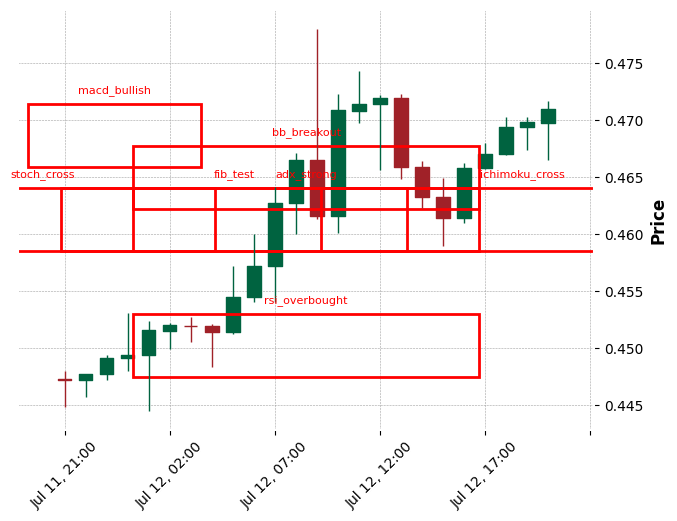 macd_bullish
bb_breakout
stoch_cross
fib_test
ichimoku_cross
rsi_overbought
0.475
0.470
0.465
0.460
0.455
0.450
0.445
Price
Jul 11, 21:00
Jul 12, 02:00
Jul 12, 07:00
Jul 12, 12:00
Jul 12, 17:00